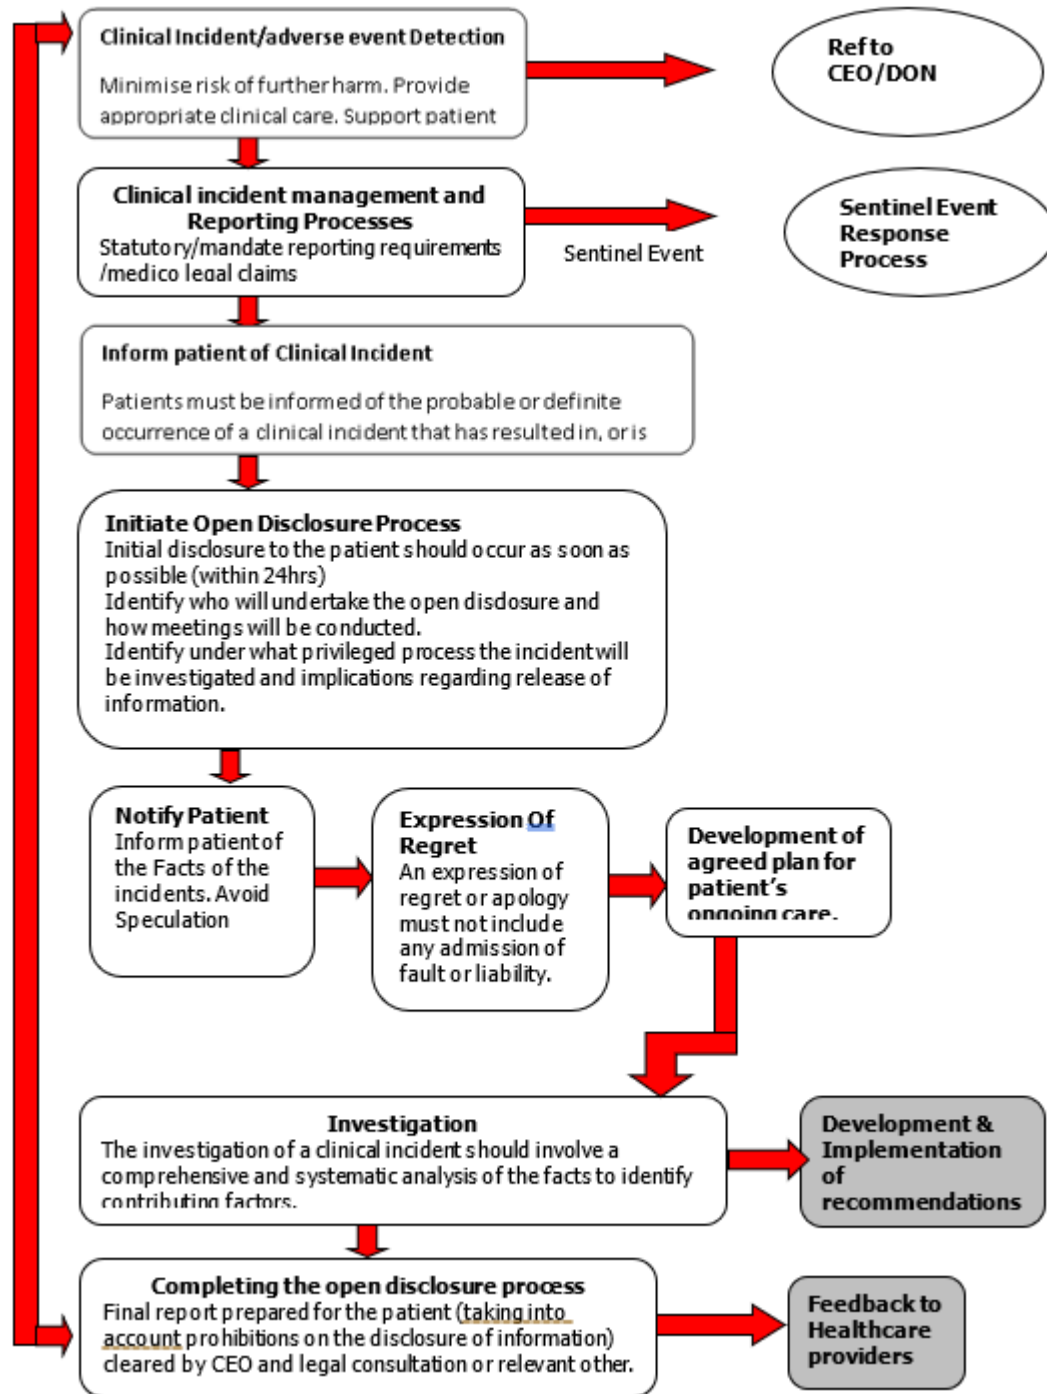 Clinical Incident/adverse event Detection
Minimise risk of further harm. Provide
appropriate clinical care. Support patient
Ref to
CEO/DON
Clinical incident management and
Reporting Processes
Statutory/mandate reporting requirements
/medico legal claims
Sentinel Event
Sentinel Event
Response
Process
Inform patient of Clinical Incident
Patients must be informed of the probable or definite
occurrence of a clinical incident that has resulted in, or is
Initiate Open Disclosure Process
Initial disclosure to the patient should occur as soon as
possible (within 24hrs)
Identify who will undertake the open disclosure and
how meetings will be conducted.
Identify under what privileged process the incident will
be investigated and implications regarding release of
information.
Notify Patient
Inform patient of
the Facts of the
incidents. Avoid
Speculation
Expression Of
Regret
An expression of
regret or apology
must not include
any admission of
fault or liability.
Development of
agreed plan for
patient's
ongoing care.
Investigation
The investigation of a clinical incident should involve a
comprehensive and systematic analysis of the facts to identify
contributing factors.
Development &
Implementation
of
recommendations
Completing the open disclosure process
Final report prepared for the patient (taking into
account prohibitions on the disclosure of information)
cleared by CEO and legal consultation or relevant other.
Feedback to
Healthcare
providers